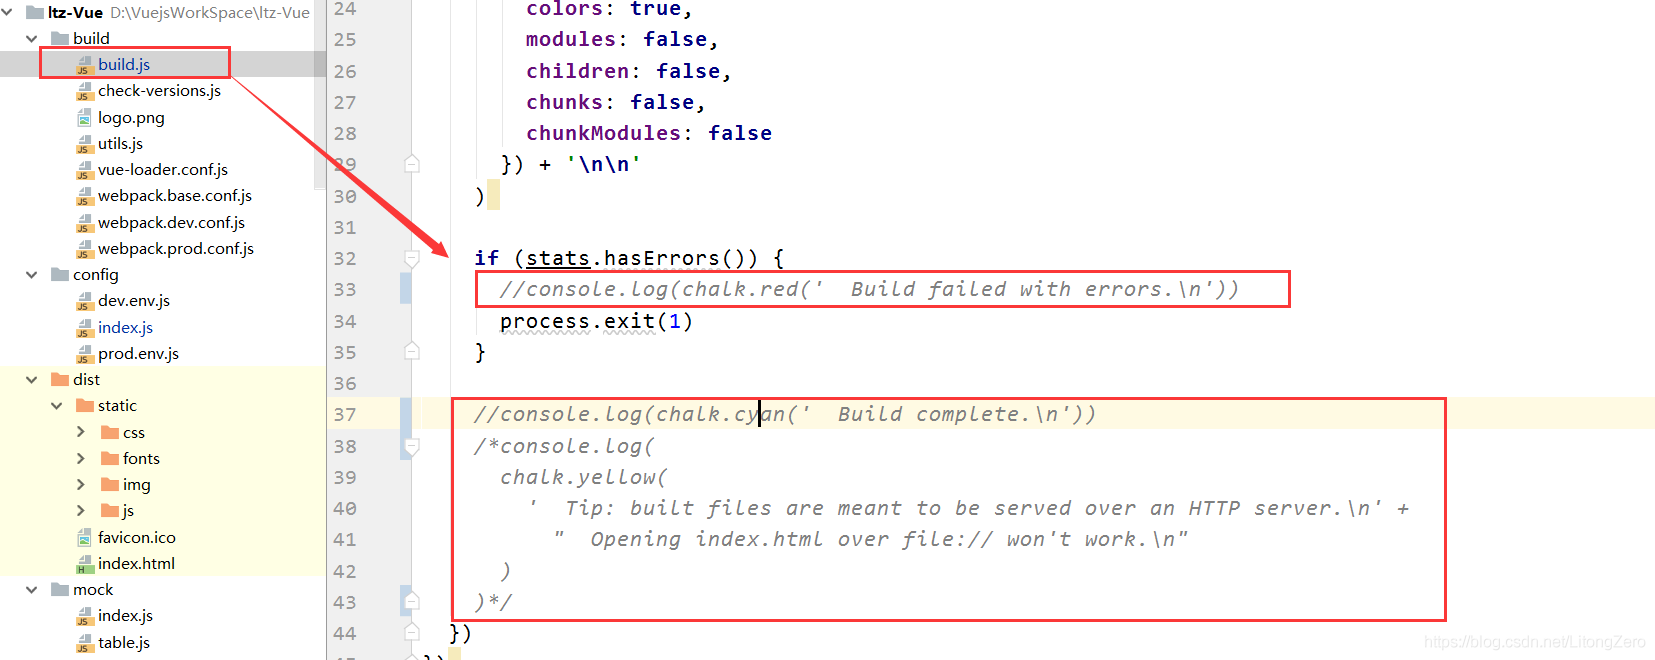 ltz-Vue D:\VuejsWorkSpace\ltz-Vue
build
build.js
check-versions.js
logo.png
utils.js
vue-loader.conf.js
webpack.base.conf.js
webpack.dev.conf.js
webpack.prod.conf.js
config
dev.env.js
index.js
prod.env.js
dist
static
css
fonts
img
js
favicon.ico
index.html
mock
index.js
table.js
24 colors: true,
25 modules: false,
26 children: false,
27 chunks: false,
28 chunkModules: false
29 }) + '\n\n'
30 )
31
32 if (stats.hasErrors()) {
33 //console.log(chalk.red('  Build failed with errors.\n'))
34 process.exit(1)
35 }
36
37 //console.log(chalk.cyan('  Build complete.\n'))
38 /*console.log(
39 chalk.yellow(
40 '  Tip: built files are meant to be served over an HTTP server.\n' +
41 "  Opening index.html over file:// won't work.\n"
42 )
43 )*/
44 })
https://blog.csdn.net/LitongZero